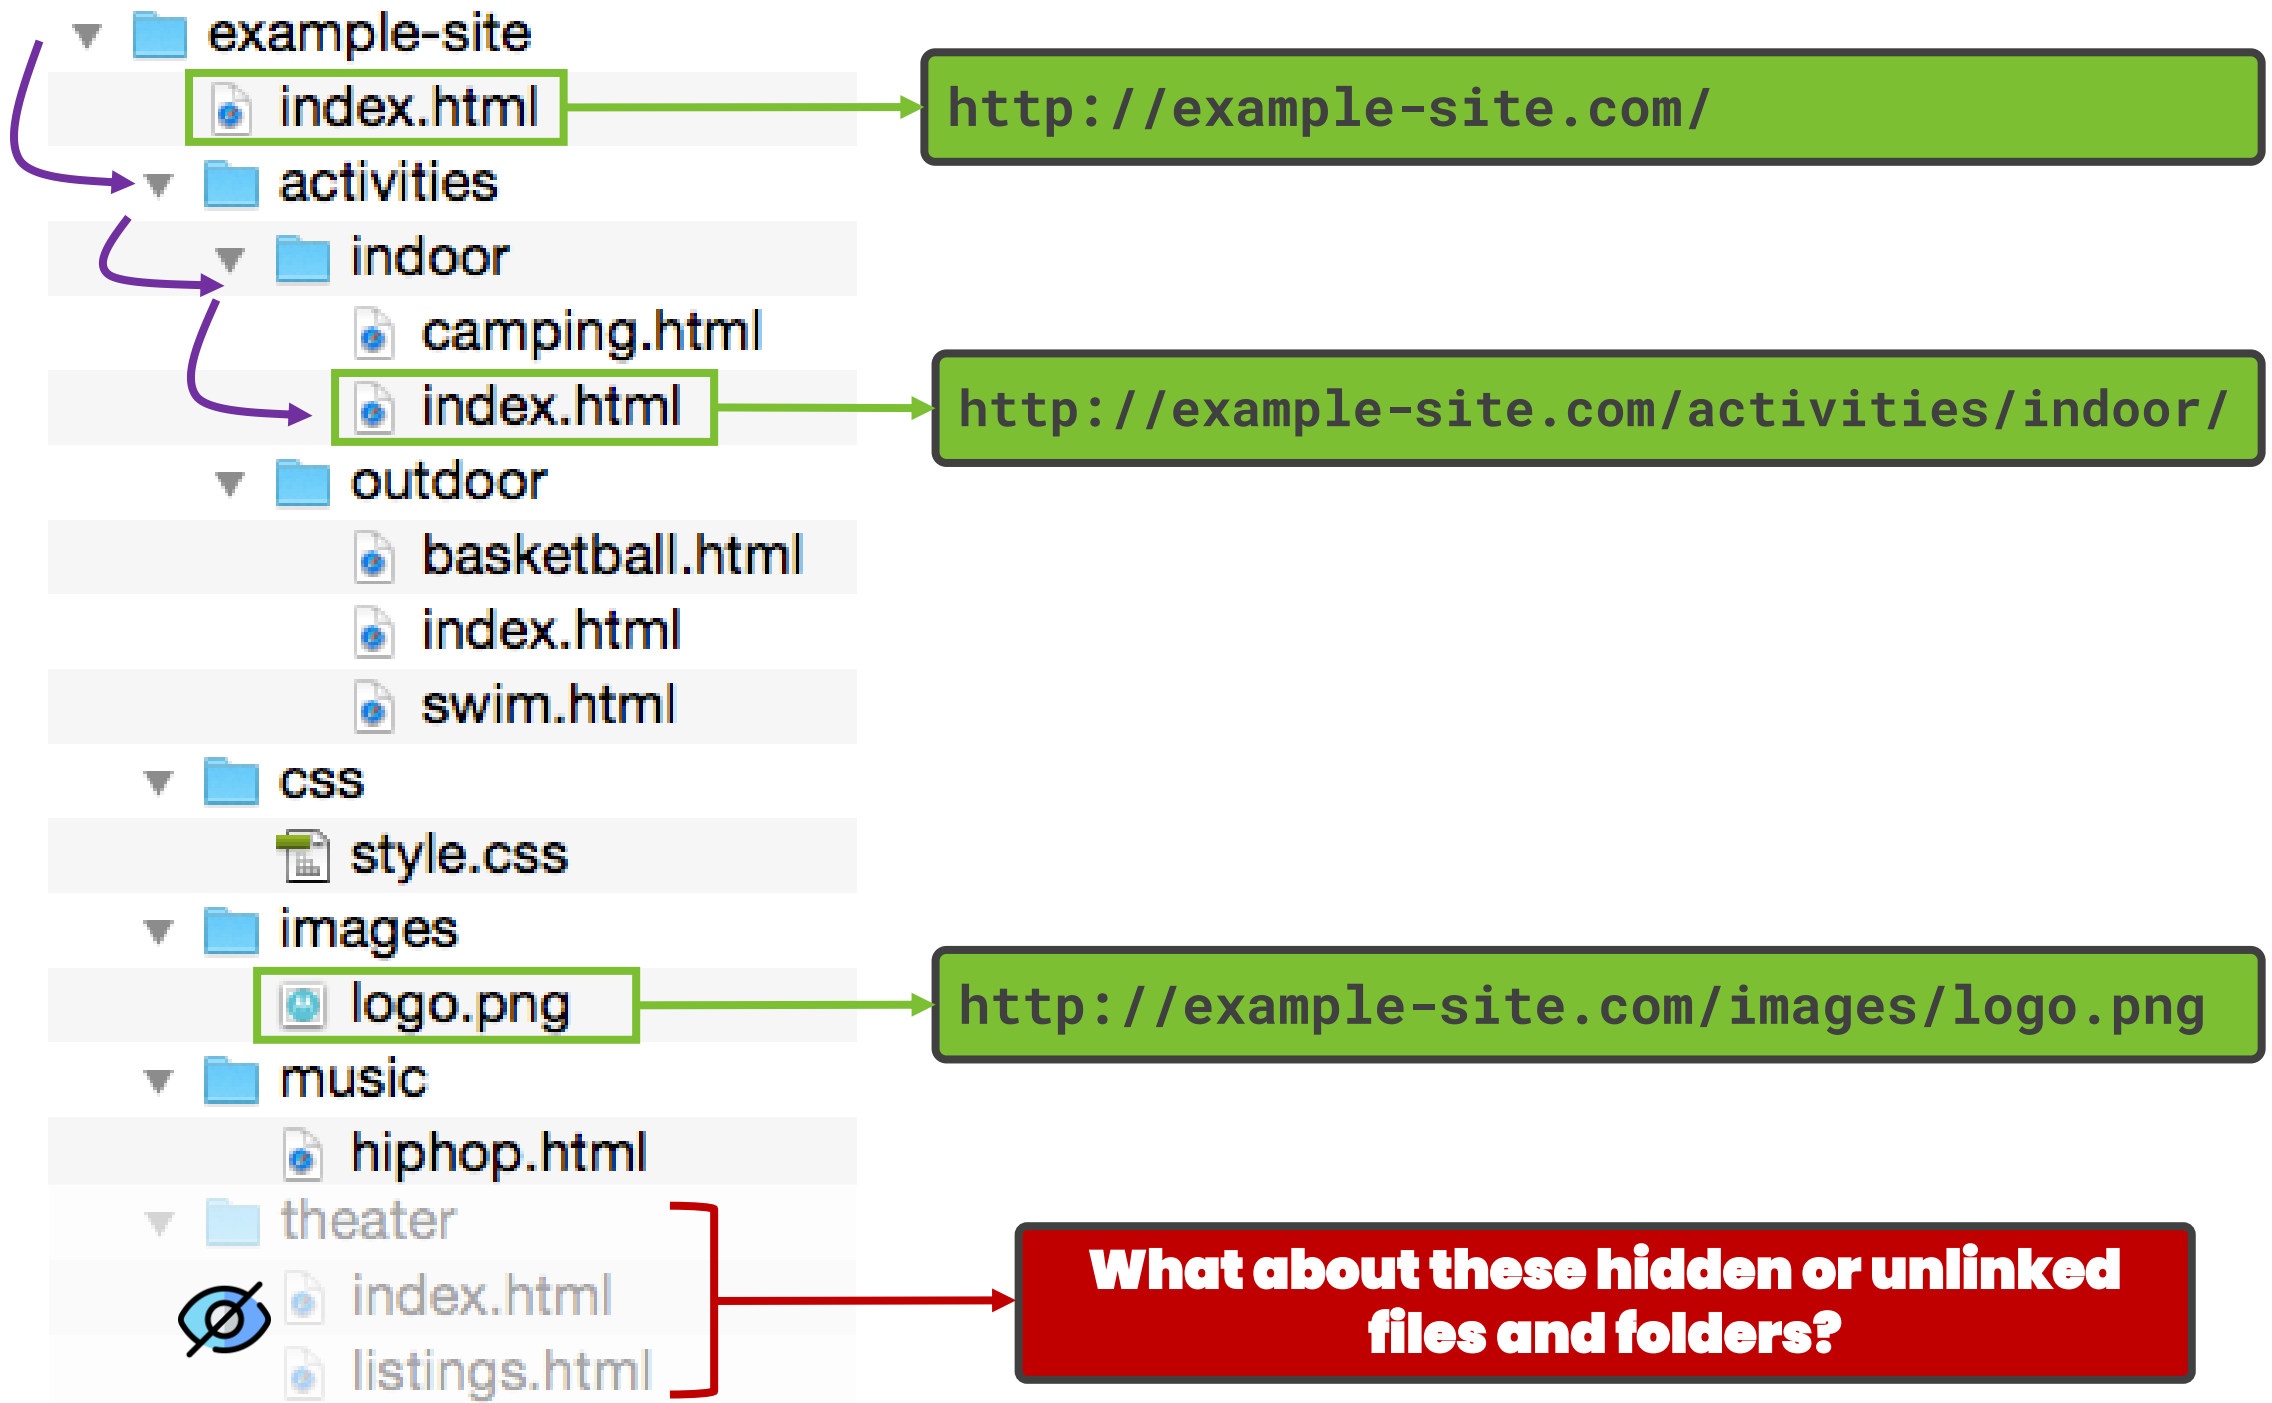 example-site
index.html
http://example-site.com/
activities
indoor
camping.html
index.html
http://example-site.com/activities/indoor/
outdoor
basketball.html
index.html
swim.html
css
style.css
images
logo.png
http://example-site.com/images/logo.png
music
hiphop.html
theater
index.html
listings.html
What about these hidden or unlinked
files and folders?